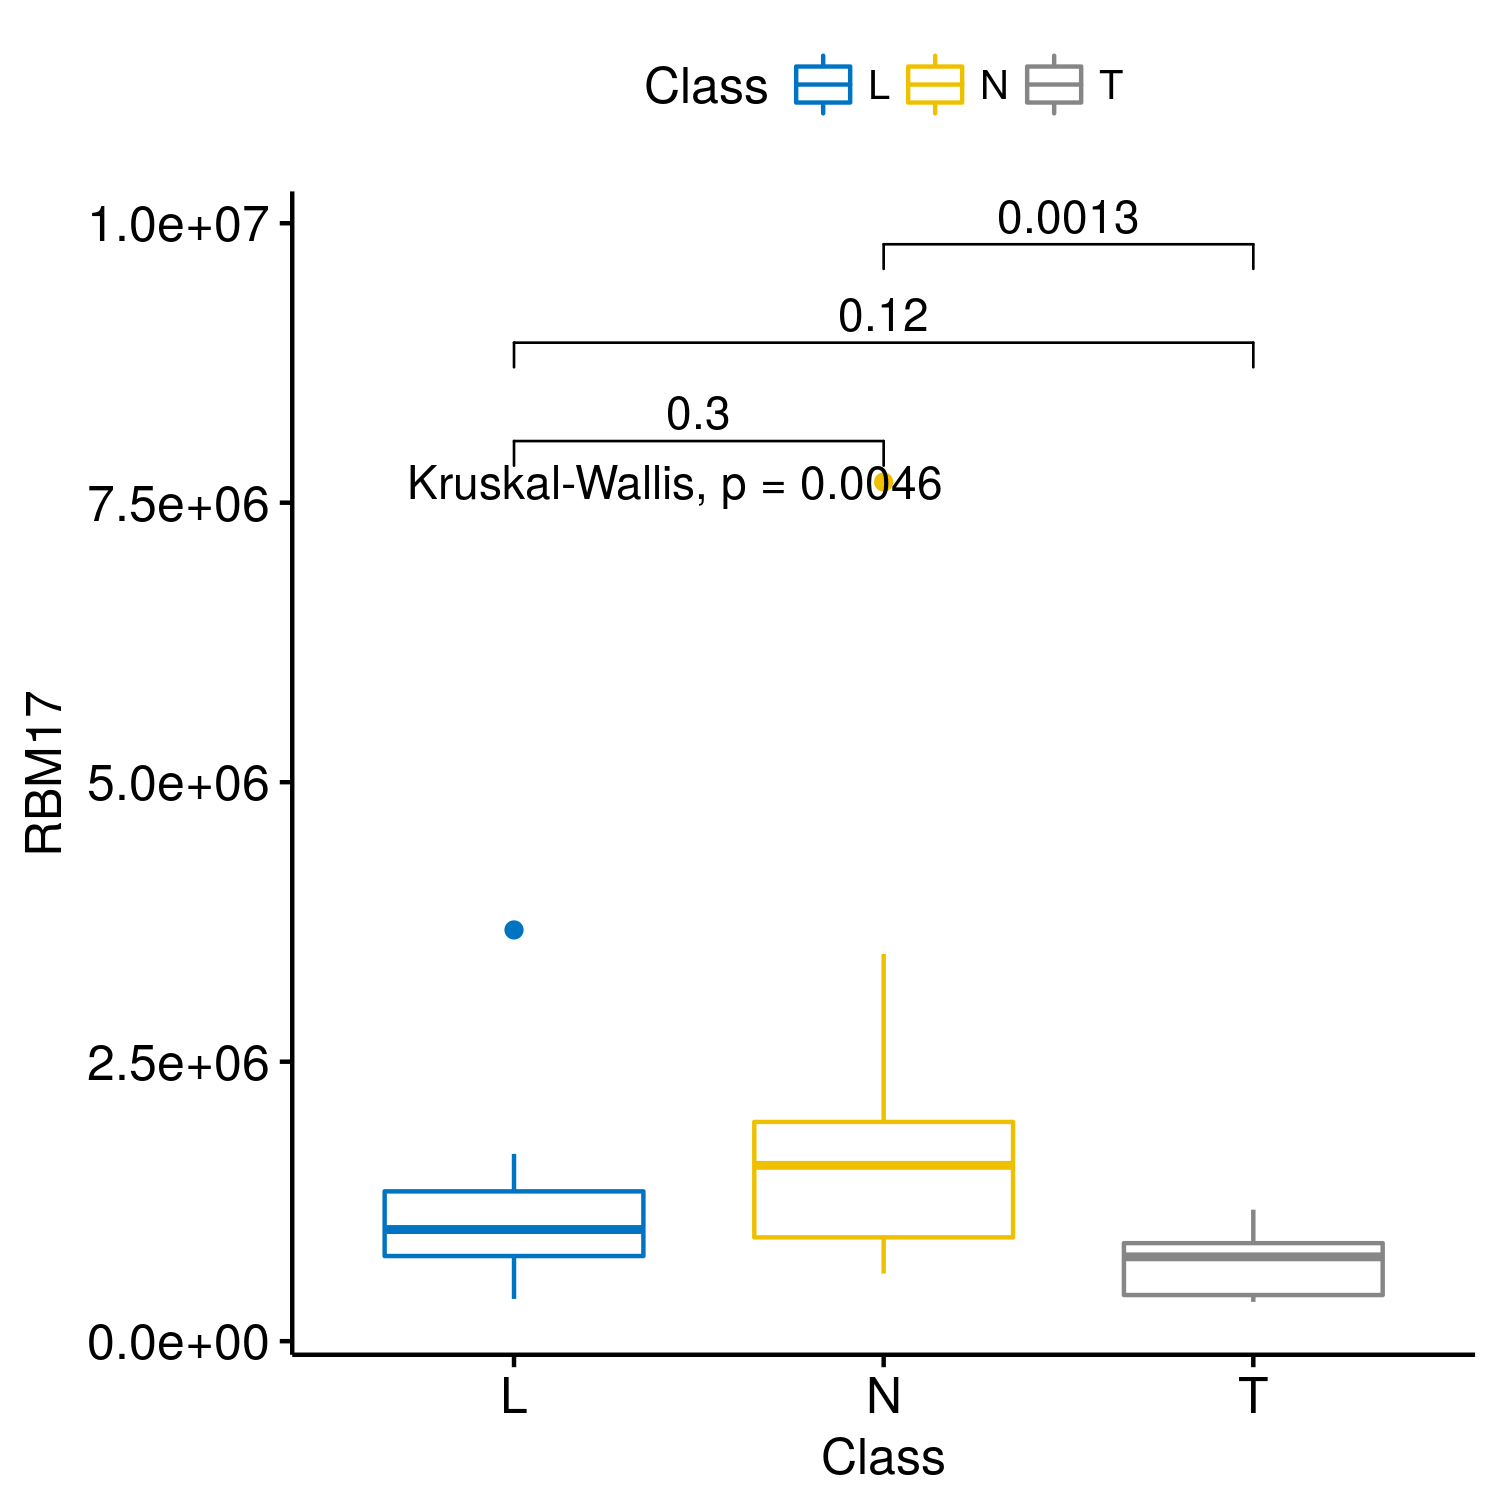 Class L N T
1.0e+07
0.0013
0.12
0.3
Kruskal-Wallis, p = 0.0046
7.5e+06
5.0e+06
2.5e+06
0.0e+00
RBM17
L N T
Class